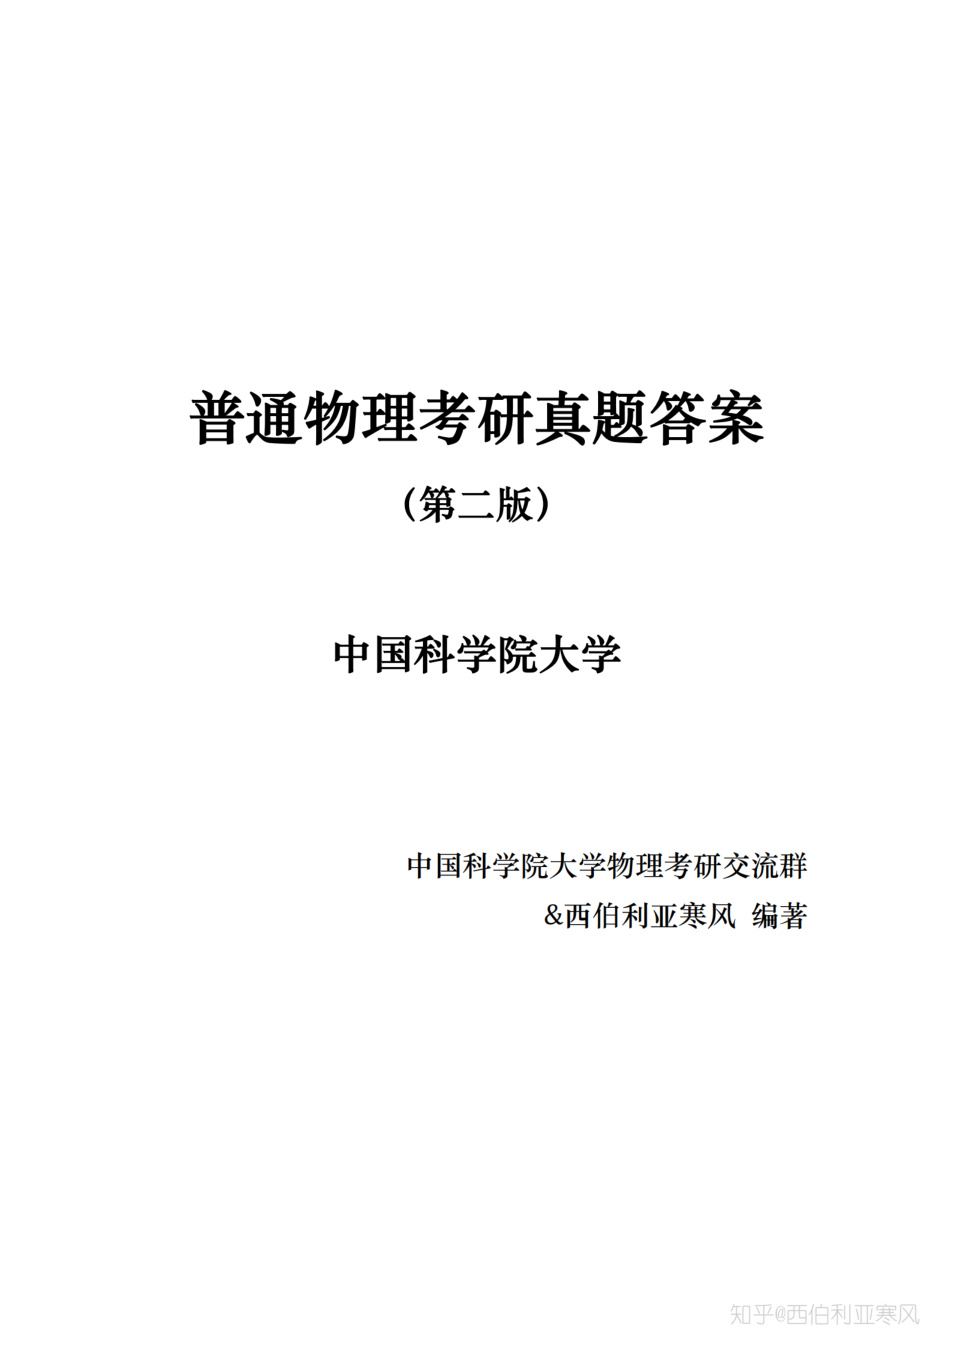 普通物理考研真题答案
（第二版）
中国科学院大学
中国科学院大学物理考研交流群
&西伯利亚寒风 编著
知乎@西伯利亚寒风